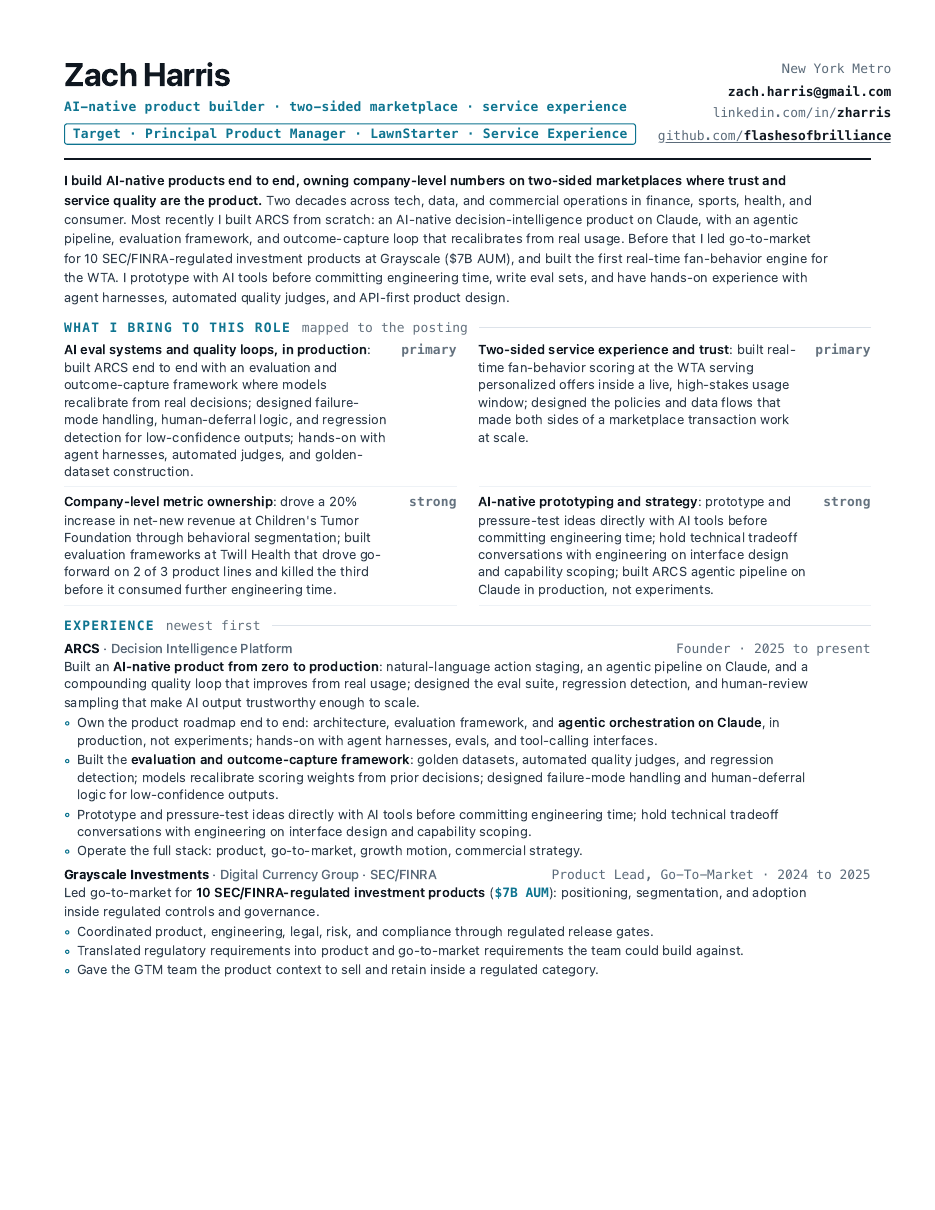 Zach Harris
AI-native product builder · two-sided marketplace · service experience
Target · Principal Product Manager · LawnStarter · Service Experience
New York Metro
zach.harris@gmail.com
linkedin.com/in/zharris
github.com/flashesofbrilliance
I build AI-native products end to end, owning company-level numbers on two-sided marketplaces where trust and
service quality are the product. Two decades across tech, data, and commercial operations in finance, sports, health, and
consumer. Most recently I built ARCS from scratch: an AI-native decision-intelligence product on Claude, with an agentic
pipeline, evaluation framework, and outcome-capture loop that recalibrates from real usage. Before that I led go-to-market
for 10 SEC/FINRA-regulated investment products at Grayscale ($7B AUM), and built the first real-time fan-behavior engine for
the WTA. I prototype with AI tools before committing engineering time, write eval sets, and have hands-on experience with
agent harnesses, automated quality judges, and API-first product design.
WHAT I BRING TO THIS ROLE mapped to the posting
AI eval systems and quality loops, in production: primary
built ARCS end to end with an evaluation and
outcome-capture framework where models
recalibrate from real decisions; designed failure-
mode handling, human-deferral logic, and regression
detection for low-confidence outputs; hands-on with
agent harnesses, automated judges, and golden-
dataset construction.
Two-sided service experience and trust: built real- primary
time fan-behavior scoring at the WTA serving
personalized offers inside a live, high-stakes usage
window; designed the policies and data flows that
made both sides of a marketplace transaction work
at scale.
Company-level metric ownership: drove a 20% strong
increase in net-new revenue at Children's Tumor
Foundation through behavioral segmentation; built
evaluation frameworks at Twill Health that drove go-
forward on 2 of 3 product lines and killed the third
before it consumed further engineering time.
AI-native prototyping and strategy: prototype and strong
pressure-test ideas directly with AI tools before
committing engineering time; hold technical tradeoff
conversations with engineering on interface design
and capability scoping; built ARCS agentic pipeline on
Claude in production, not experiments.
EXPERIENCE newest first
ARCS · Decision Intelligence Platform Founder · 2025 to present
Built an AI-native product from zero to production: natural-language action staging, an agentic pipeline on Claude, and a
compounding quality loop that improves from real usage; designed the eval suite, regression detection, and human-review
sampling that make AI output trustworthy enough to scale.
Own the product roadmap end to end: architecture, evaluation framework, and agentic orchestration on Claude, in
production, not experiments; hands-on with agent harnesses, evals, and tool-calling interfaces.
Built the evaluation and outcome-capture framework: golden datasets, automated quality judges, and regression
detection; models recalibrate scoring weights from prior decisions; designed failure-mode handling and human-deferral
logic for low-confidence outputs.
Prototype and pressure-test ideas directly with AI tools before committing engineering time; hold technical tradeoff
conversations with engineering on interface design and capability scoping.
Operate the full stack: product, go-to-market, growth motion, commercial strategy.
Grayscale Investments · Digital Currency Group · SEC/FINRA Product Lead, Go-To-Market · 2024 to 2025
Led go-to-market for 10 SEC/FINRA-regulated investment products ($7B AUM): positioning, segmentation, and adoption
inside regulated controls and governance.
Coordinated product, engineering, legal, risk, and compliance through regulated release gates.
Translated regulatory requirements into product and go-to-market requirements the team could build against.
Gave the GTM team the product context to sell and retain inside a regulated category.